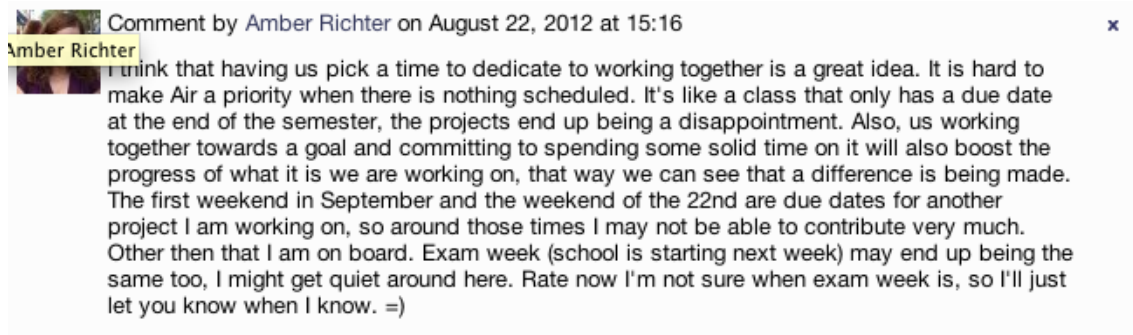 Comment by Amber Richter on August 22, 2012 at 15:16
x
Amber Richter
I think that having us pick a time to dedicate to working together is a great idea. It is hard to
make Air a priority when there is nothing scheduled. It's like a class that only has a due date
at the end of the semester, the projects end up being a disappointment. Also, us working
together towards a goal and committing to spending some solid time on it will also boost the
progress of what it is we are working on, that way we can see that a difference is being made.
The first weekend in September and the weekend of the 22nd are due dates for another
project I am working on, so around those times I may not be able to contribute very much.
Other then that I am on board. Exam week (school is starting next week) may end up being the
same too, I might get quiet around here. Rate now I'm not sure when exam week is, so I'll just
let you know when I know. =)